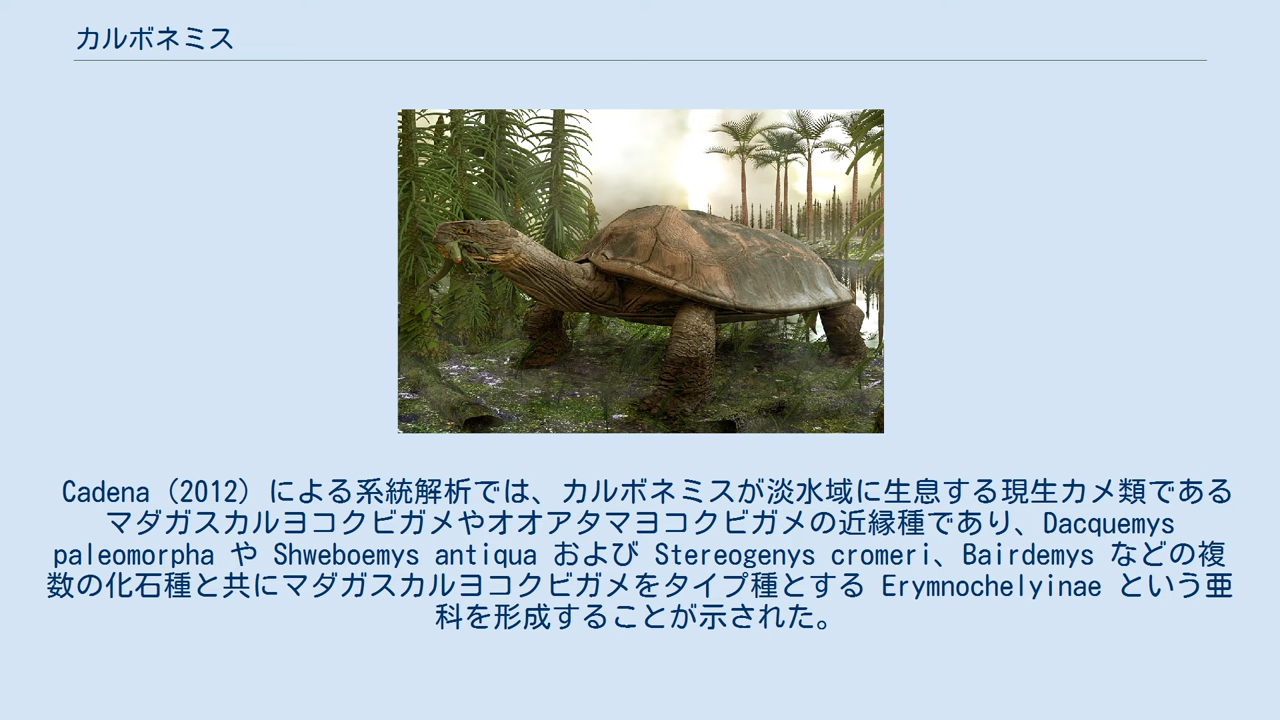 カルボネミス
Cadena（2012）による系統解析では、カルボネミスが淡水域に生息する現生カメ類である
マダガスカルヨコクビガメやオオアタマヨコクビガメの近縁種であり、Dacquemys
paleomorpha や Shweboemys antiqua および Stereogenys cromeri、Bairdemys などの複
数の化石種と共にマダガスカルヨコクビガメをタイプ種とする Erymnochelyinae という亜
科を形成することが示された。